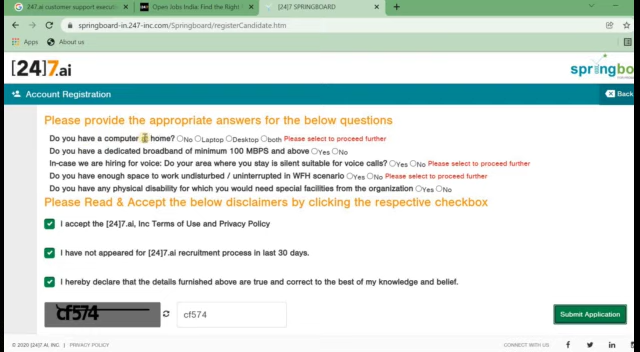 247.ai customer support executi
Open Jobs India: Find the Right
[24]7 SPRINGBOARD
springboard-in.247-inc.com/Springboard/registerCandidate.htm
Apps
About us
[24]7.ai
springbo
Account Registration
Back
Please provide the appropriate answers for the below questions
Do you have a computer home? No Laptop Desktop both Please select to proceed further
Do you have a dedicated broadband of minimum 100 MBPS and above Yes No
In-case we are hiring for voice: Do your area where you stay is silent suitable for voice calls? Yes No Please select to proceed further
Do you have enough space to work undisturbed / uninterrupted in WFH scenario Yes No Please select to proceed further
Do you have any physical disability for which you would need special facilities from the organization Yes No
Please Read & Accept the below disclaimers by clicking the respective checkbox
I accept the [24]7.ai, Inc Terms of Use and Privacy Policy
I have not appeared for [24]7.ai recruitment process in last 30 days.
I hereby declare that the details furnished above are true and correct to the best of my knowledge and belief.
cf574
cf574
Submit Application
© 2020 [24]7.AI, INC. | PRIVACY POLICY
CONNECT WITH US